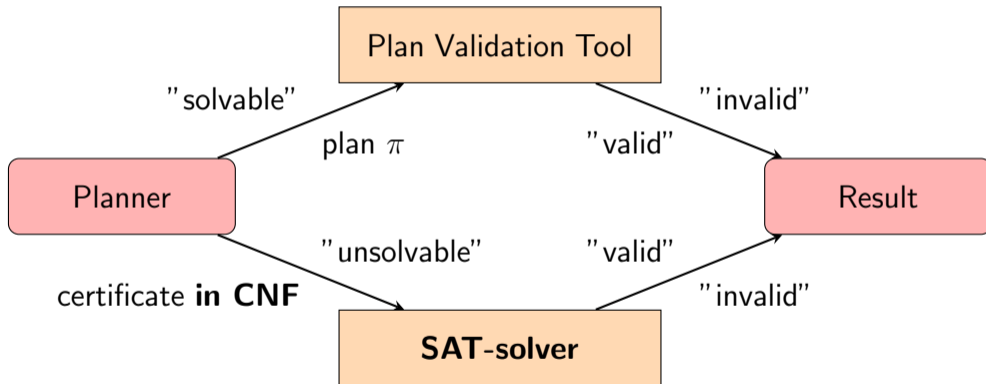 Plan Validation Tool
"solvable"
"invalid"
plan π
"valid"
Planner
Result
"unsolvable"
"valid"
certificate in CNF
"invalid"
SAT-solver